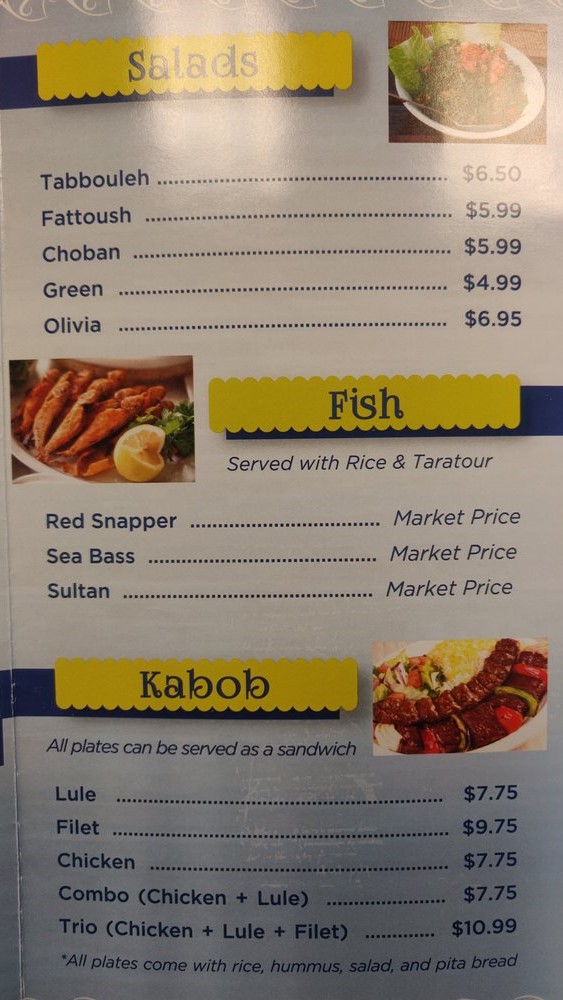 Salads
Tabbouleh ........................................................ $6.50
Fattoush ........................................................ $5.99
Choban ........................................................ $5.99
Green ........................................................ $4.99
Olivia ........................................................ $6.95
Fish
Served with Rice & Taratour
Red Snapper ................................... Market Price
Sea Bass ........................................... Market Price
Sultan ............................................... Market Price
Kabob
All plates can be served as a sandwich
Lule ........................................................ $7.75
Filet ........................................................ $9.75
Chicken .................................................... $7.75
Combo (Chicken + Lule) ..................... $7.75
Trio (Chicken + Lule + Filet) ............ $10.99
*All plates come with rice, hummus, salad, and pita bread